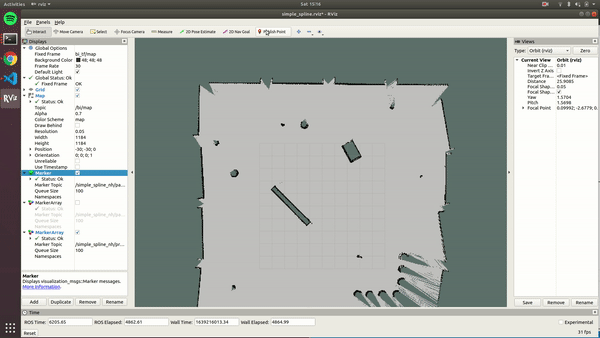 Activities
rviz
Sat 15:16
simple_spline.rviz* - RViz
File Panels Help
Interact Move Camera Select Focus Camera Measure 2D Pose Estimate 2D Nav Goal Publish Point
Displays
Global Options
Fixed Frame bi_tf/map
Background Color 48; 48; 48
Frame Rate 30
Default Light
Global Status: Ok
Fixed Frame OK
Grid
Map
Status: Ok
Topic /bi/map
Alpha 0.7
Color Scheme map
Draw Behind
Resolution 0.05
Width 1184
Height 1184
Position -30; -30; 0
Orientation 0; 0; 0; 1
Unreliable
Use Timestamp
Marker
Status: Ok
Marker Topic /simple_spline_nh/pa...
Queue Size 100
Namespaces
MarkerArray
Status: Ok
Marker Topic /simple_spline_nh/pr...
Queue Size 100
Namespaces
MarkerArray
Status: Ok
Marker Topic /simple_spline_nh/pr...
Queue Size 100
Namespaces
Marker
Displays visualization_msgs::Marker messages.
More Information.
Add Duplicate Remove Rename
Views
Type: Orbit (rviz) Zero
Current View Orbit (rviz)
Near Clip ... 0.01
Invert Z Axis
Target Fra... <Fixed Frame>
Distance 25.9085
Focal Shap... 0.05
Focal Shap...
Yaw 1.5704
Pitch 1.5698
Focal Point 0.09992; -2.6779; 0...
Save Remove Rename
Time
ROS Time: 6205.65 ROS Elapsed: 4862.61 Wall Time: 1639216013.34 Wall Elapsed: 4864.99 Experimental
Reset 31 fps